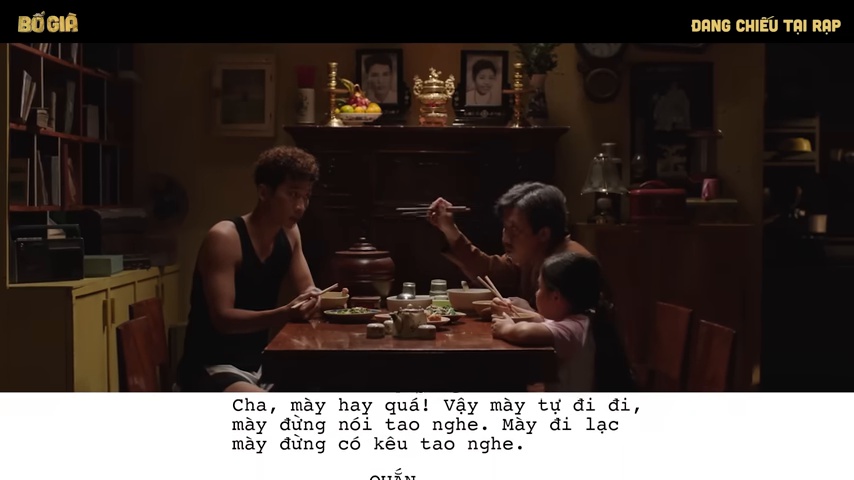 BỐ GIÀ
ĐANG CHIẾU TẠI RẠP
Cha, mày hay quá! Vậy mày tự đi đi,
mày đừng nói tao nghe. Mày đi lạc
mày đừng có kêu tao nghe.
QUẮN